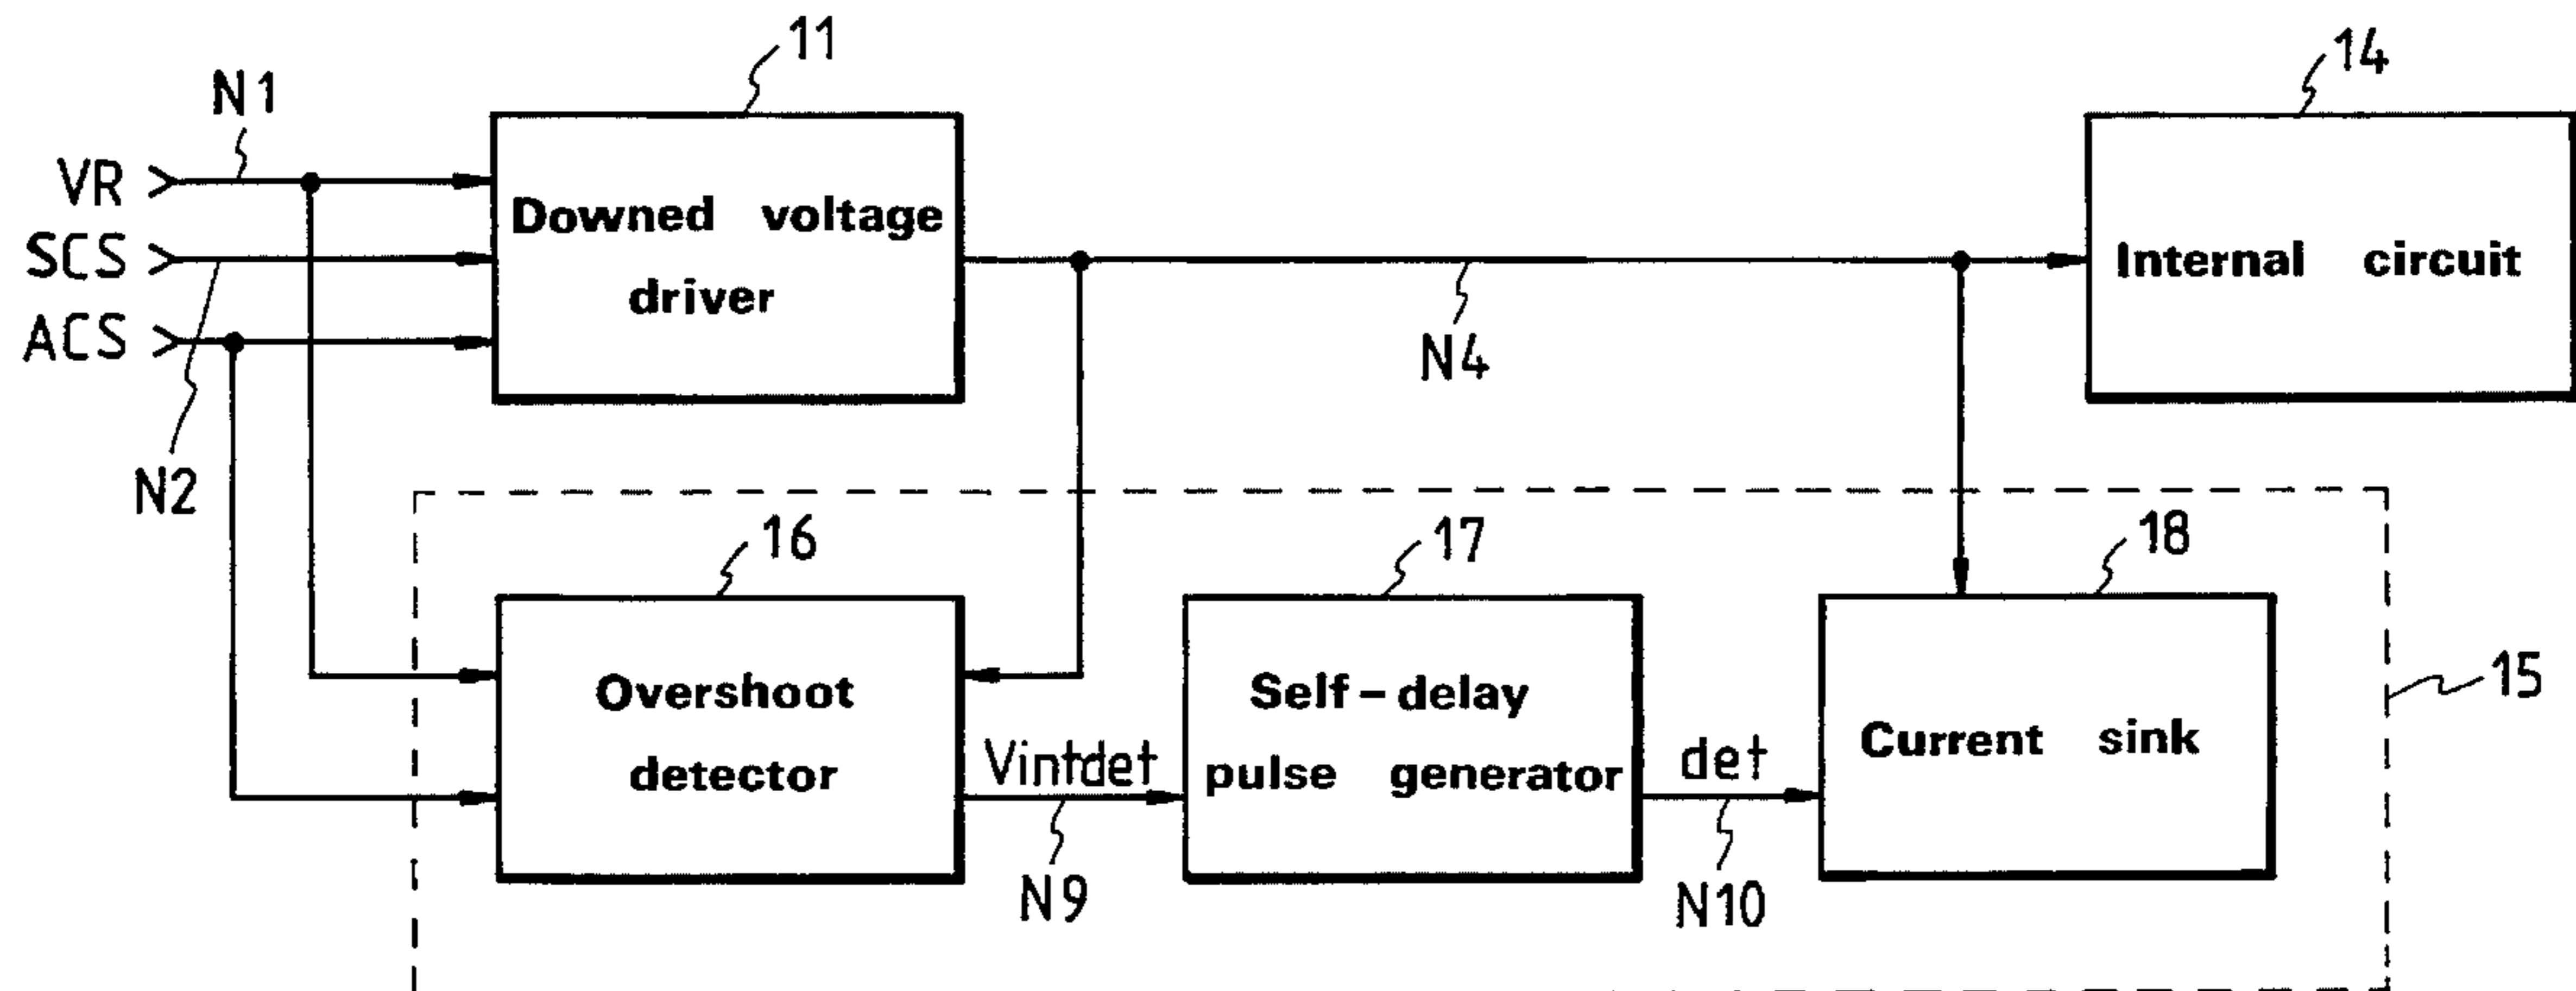 11
14
N1
VR
SCS
ACS
Downed voltage
driver
Internal circuit
N4
N2
16
17
18
15
Overshoot
detector
Vintdet
Self-delay
pulse generator
det
Current sink
N9
N10